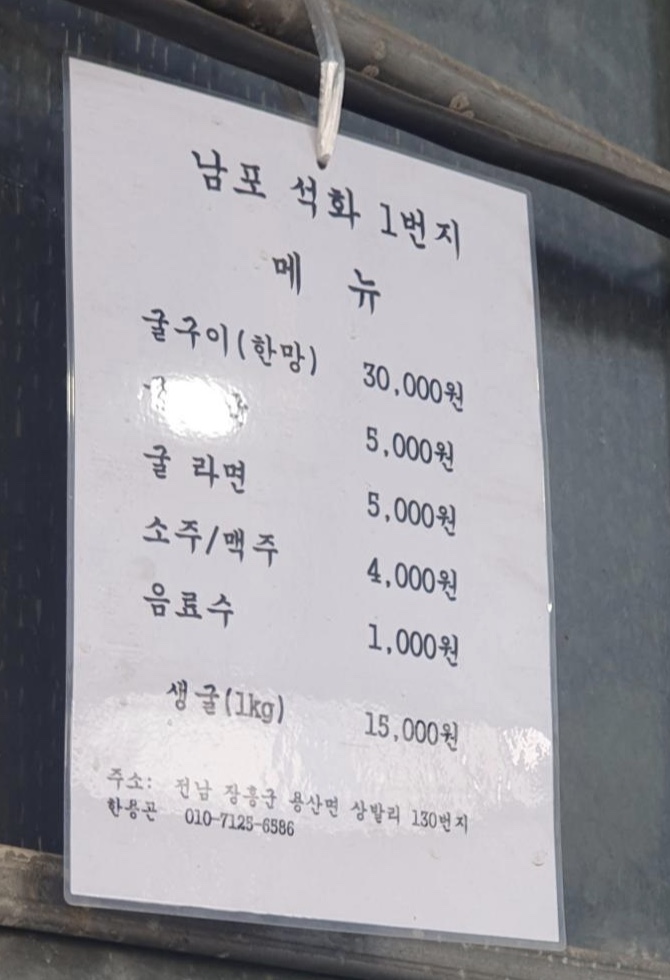 남포 석화 1번지
메 뉴
굴구이(한망) 30,000원
5,000원
굴 라면 5,000원
소주/맥주 4,000원
음료수 1,000원
생굴(1kg) 15,000원
주소: 전남 장흥군 용산면 상발리 130번지
한용곤 010-7125-6586